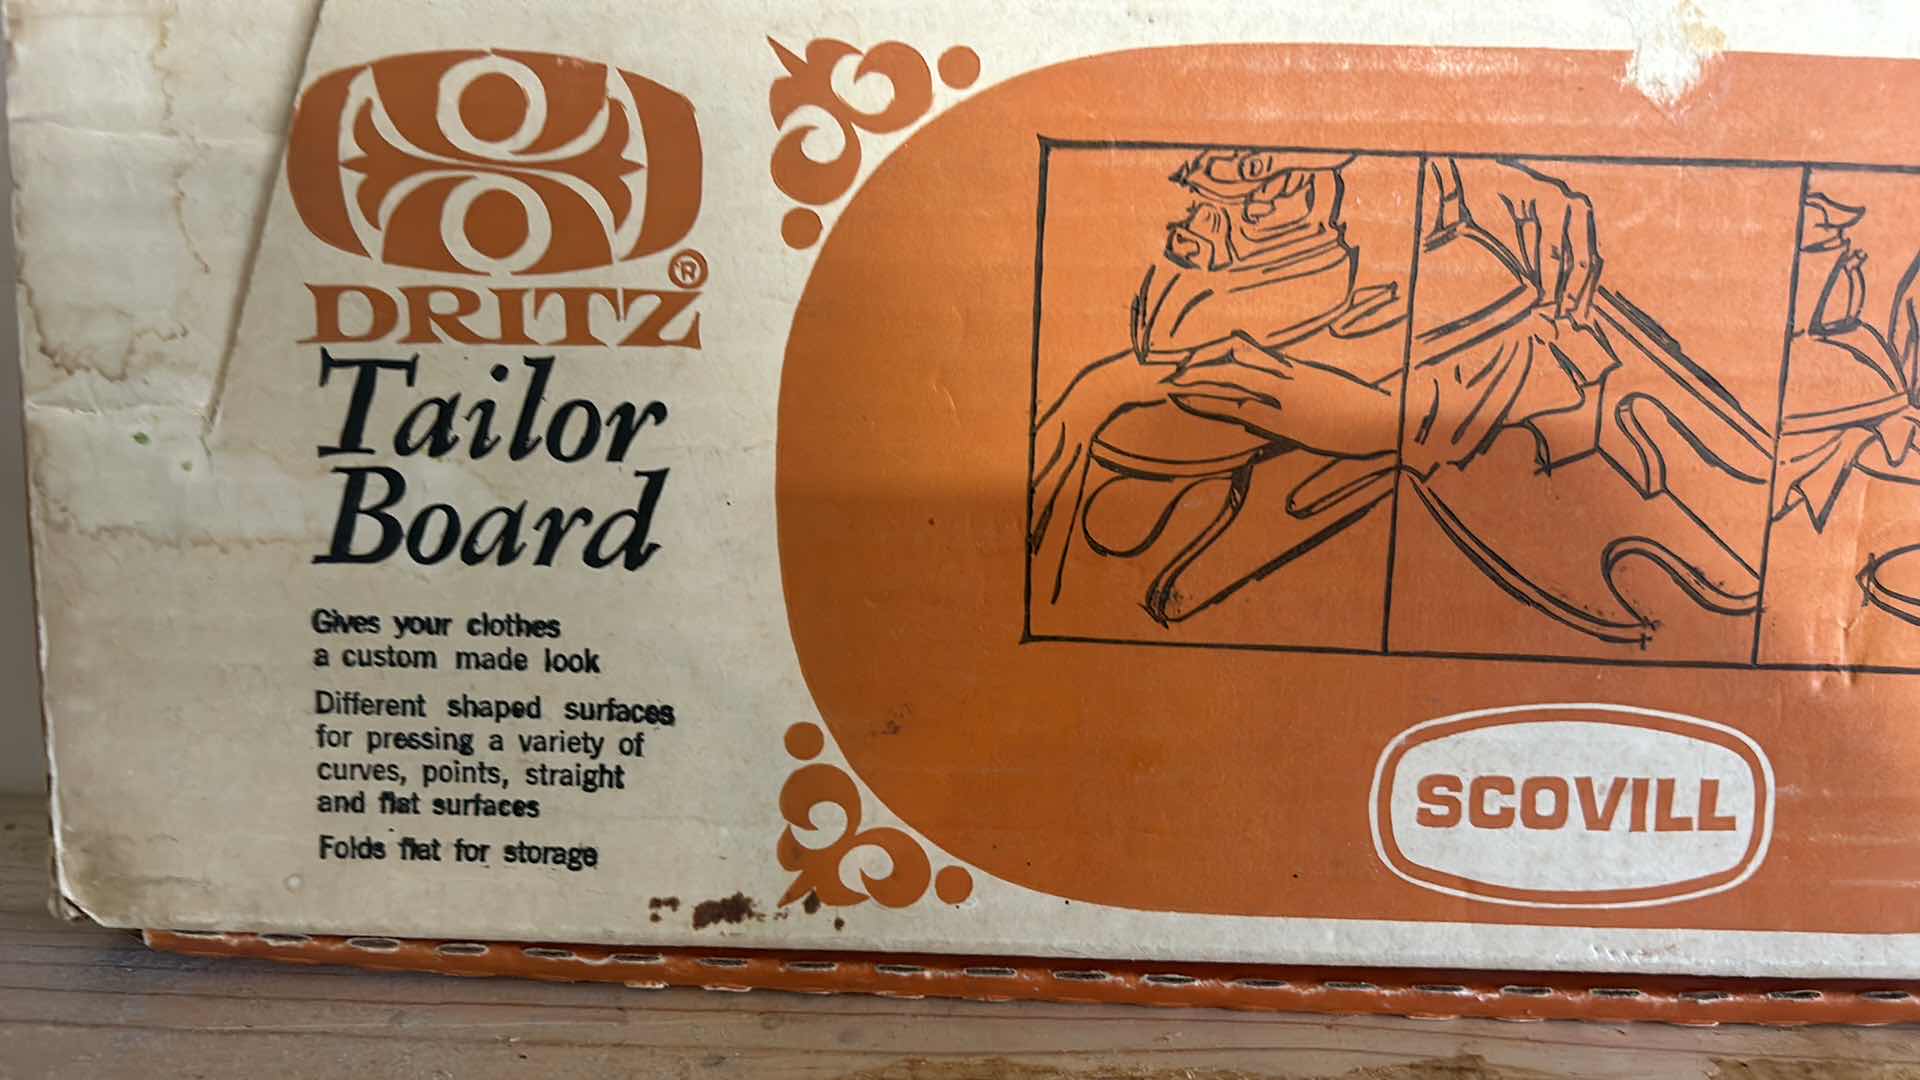 DRITZ®
Tailor
Board
Gives your clothes
a custom made look
Different shaped surfaces
for pressing a variety of
curves, points, straight
and flat surfaces
Folds flat for storage
SCOVILL